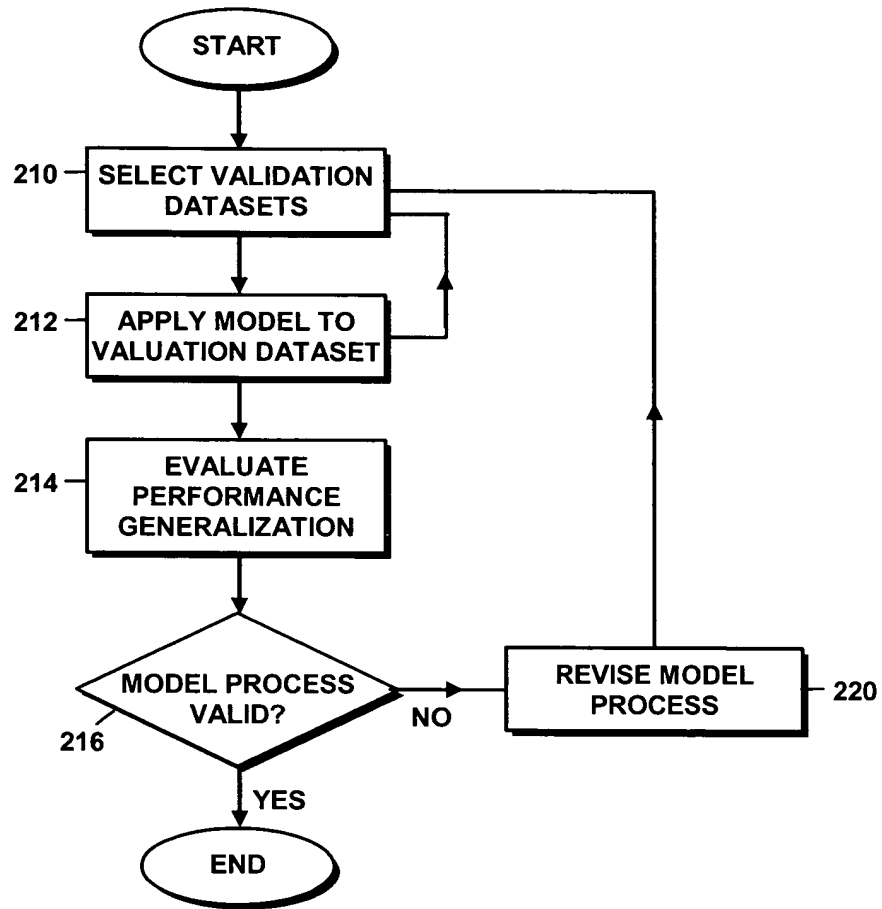 START
210
SELECT VALIDATION
DATASETS
212
APPLY MODEL TO
VALUATION DATASET
214
EVALUATE
PERFORMANCE
GENERALIZATION
MODEL PROCESS
VALID?
216
NO
REVISE MODEL
PROCESS
220
YES
END